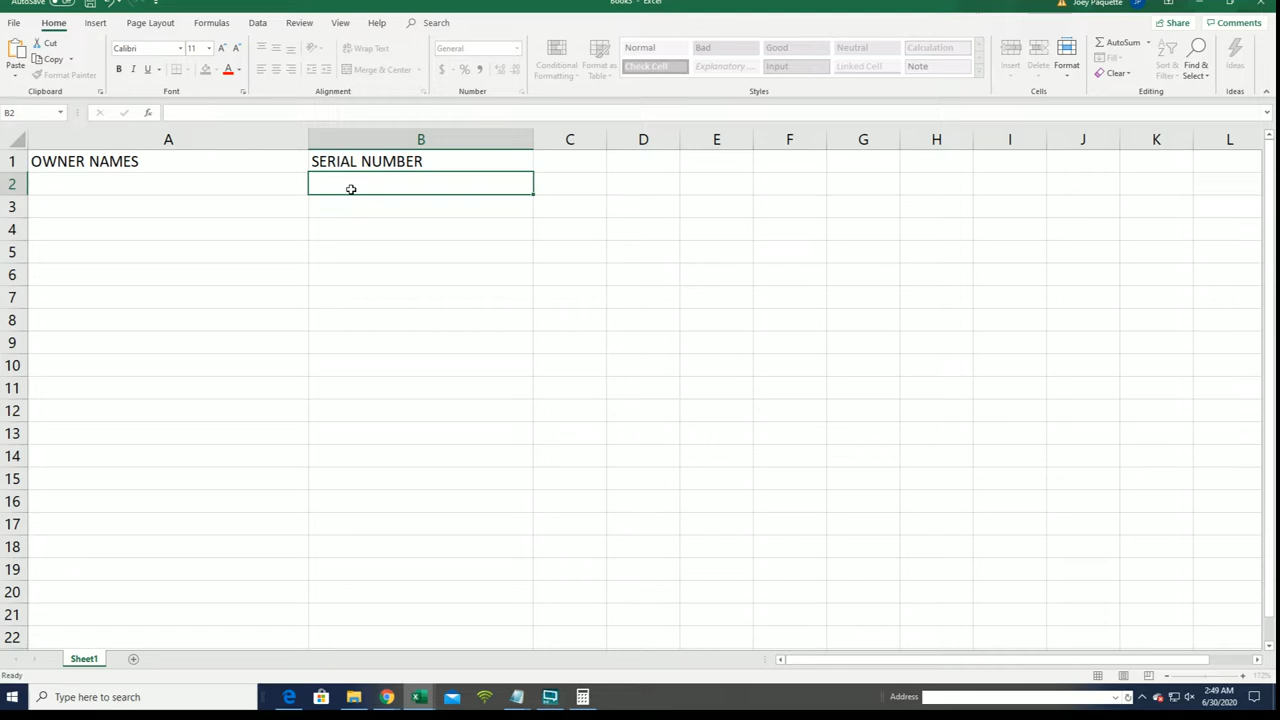 AutoSave
Book5 - Excel
Joey Paquette
JP
File Home Insert Page Layout Formulas Data Review View Help Search
Share Comments
Paste
Cut
Copy
Format Painter
Calibri 11
B I U
Wrap Text
Merge & Center
General
$ % ,
Conditional Formatting
Format as Table
Normal Bad Good Neutral Calculation
Check Cell Explanatory ... Input Linked Cell Note
Insert Delete Format
AutoSum
Fill
Clear
Sort & Filter
Find & Select
Ideas
Clipboard Font Alignment Number Styles Cells Editing Ideas
B2
fx
A B C D E F G H I J K L
1 OWNER NAMES SERIAL NUMBER
2
3
4
5
6
7
8
9
10
11
12
13
14
15
16
17
18
19
20
21
22
Sheet1
Ready
172%
Type here to search
Address
2:49 AM
6/30/2020